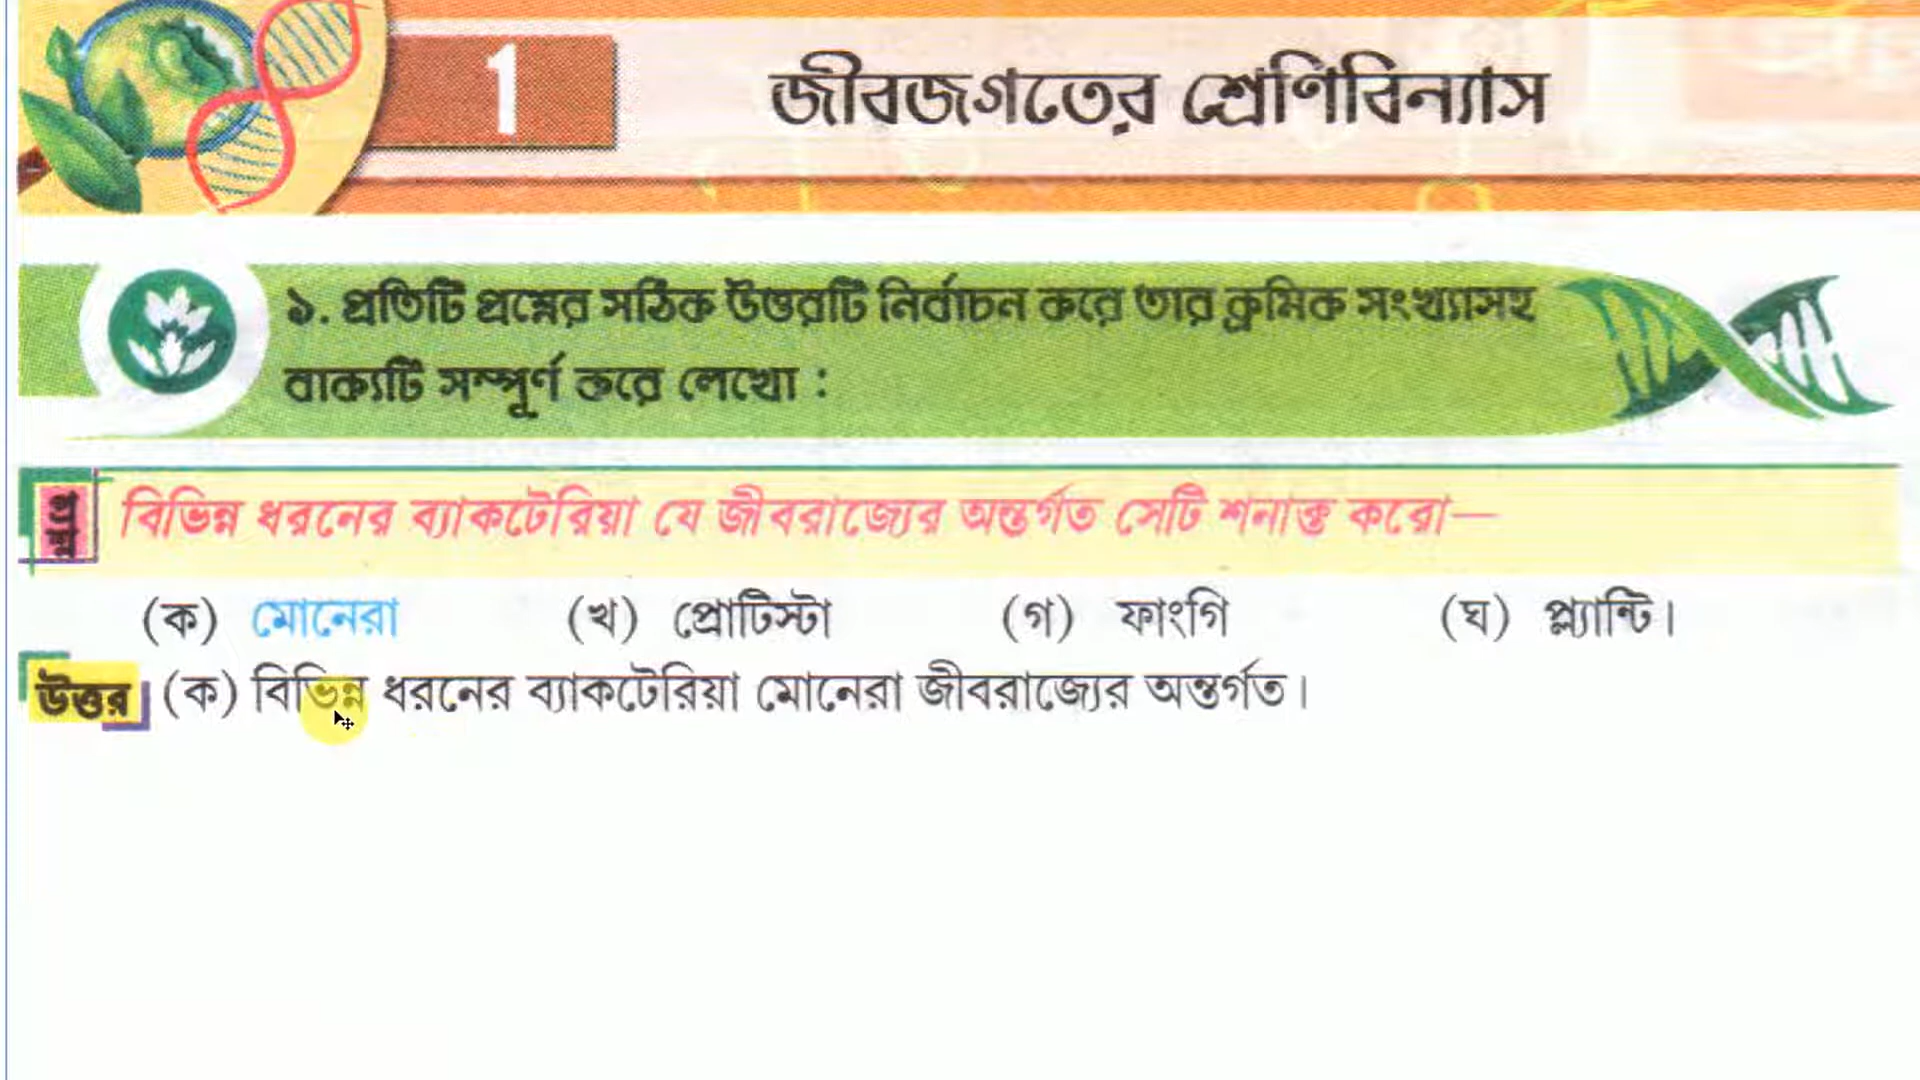 1
জীবজগতের শ্রেণিবিন্যাস
১. প্রতিটি প্রশ্নের সঠিক উত্তরটি নির্বাচন করে তার ক্রমিক সংখ্যাসহ
বাক্যটি সম্পূর্ণ করে লেখো :
প্রশ্ন বিভিন্ন ধরনের ব্যাকটেরিয়া যে জীবরাজ্যের অন্তর্গত সেটি শনাক্ত করো—
(ক) মোনেরা (খ) প্রোটিস্টা (গ) ফাংগি (ঘ) প্ল্যান্টি।
উত্তর (ক) বিভিন্ন ধরনের ব্যাকটেরিয়া মোনেরা জীবরাজ্যের অন্তর্গত।